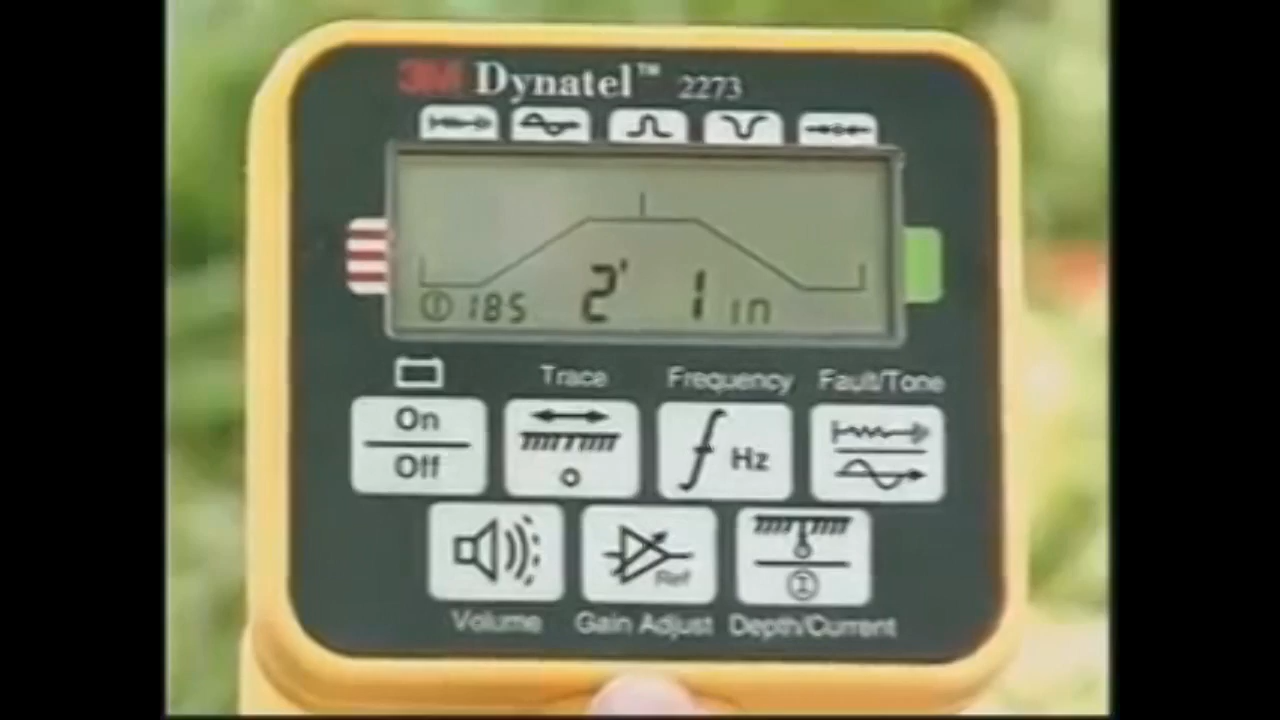 3M Dynatel™ 2273
Ⓘ 185 2' 1 in
Trace Frequency Fault/Tone
On
Off
Hz
Ref
Ⓘ
Volume Gain Adjust Depth/Current